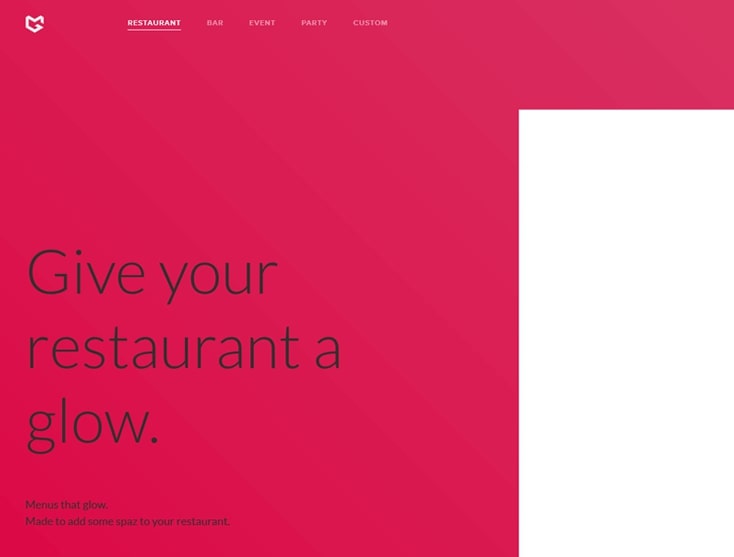 RESTAURANT BAR EVENT PARTY CUSTOM
Give your
restaurant a
glow.
Menus that glow.
Made to add some spaz to your restaurant.